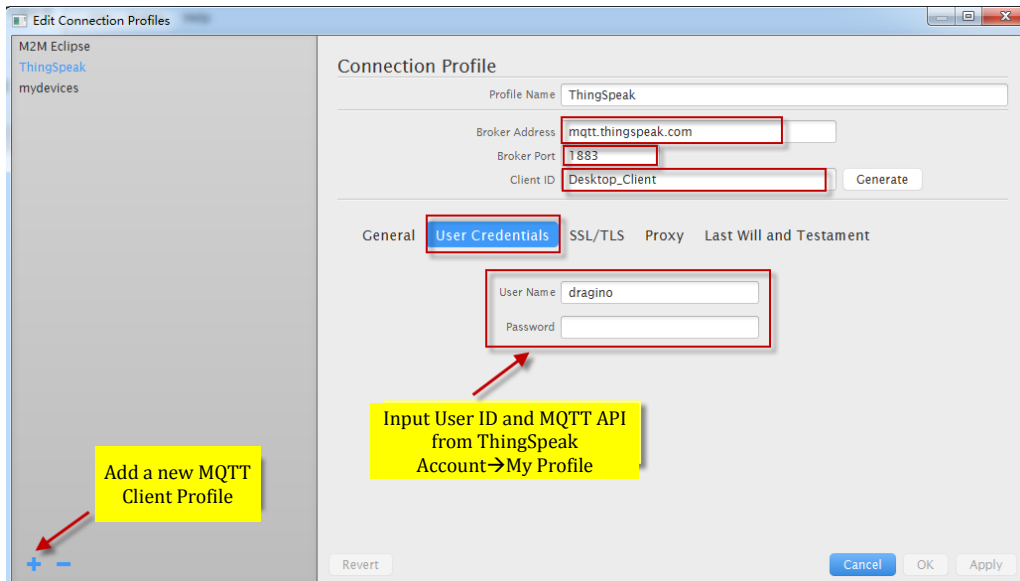 Edit Connection Profiles
M2M Eclipse
ThingSpeak
mydevices
Connection Profile
Profile Name ThingSpeak
Broker Address mqtt.thingspeak.com
Broker Port 1883
Client ID Desktop_Client Generate
General User Credentials SSL/TLS Proxy Last Will and Testament
User Name dragino
Password
Input User ID and MQTT API
from ThingSpeak
Account→My Profile
Add a new MQTT
Client Profile
Revert Cancel OK Apply